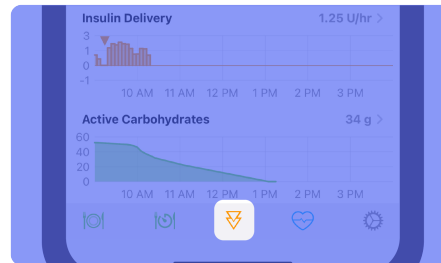 Insulin Delivery 1.25 U/hr >
3
1
0
-1
10 AM 11 AM 12 PM 1 PM 2 PM 3 PM
Active Carbohydrates 34 g >
60
40
20
0
10 AM 11 AM 12 PM 1 PM 2 PM 3 PM